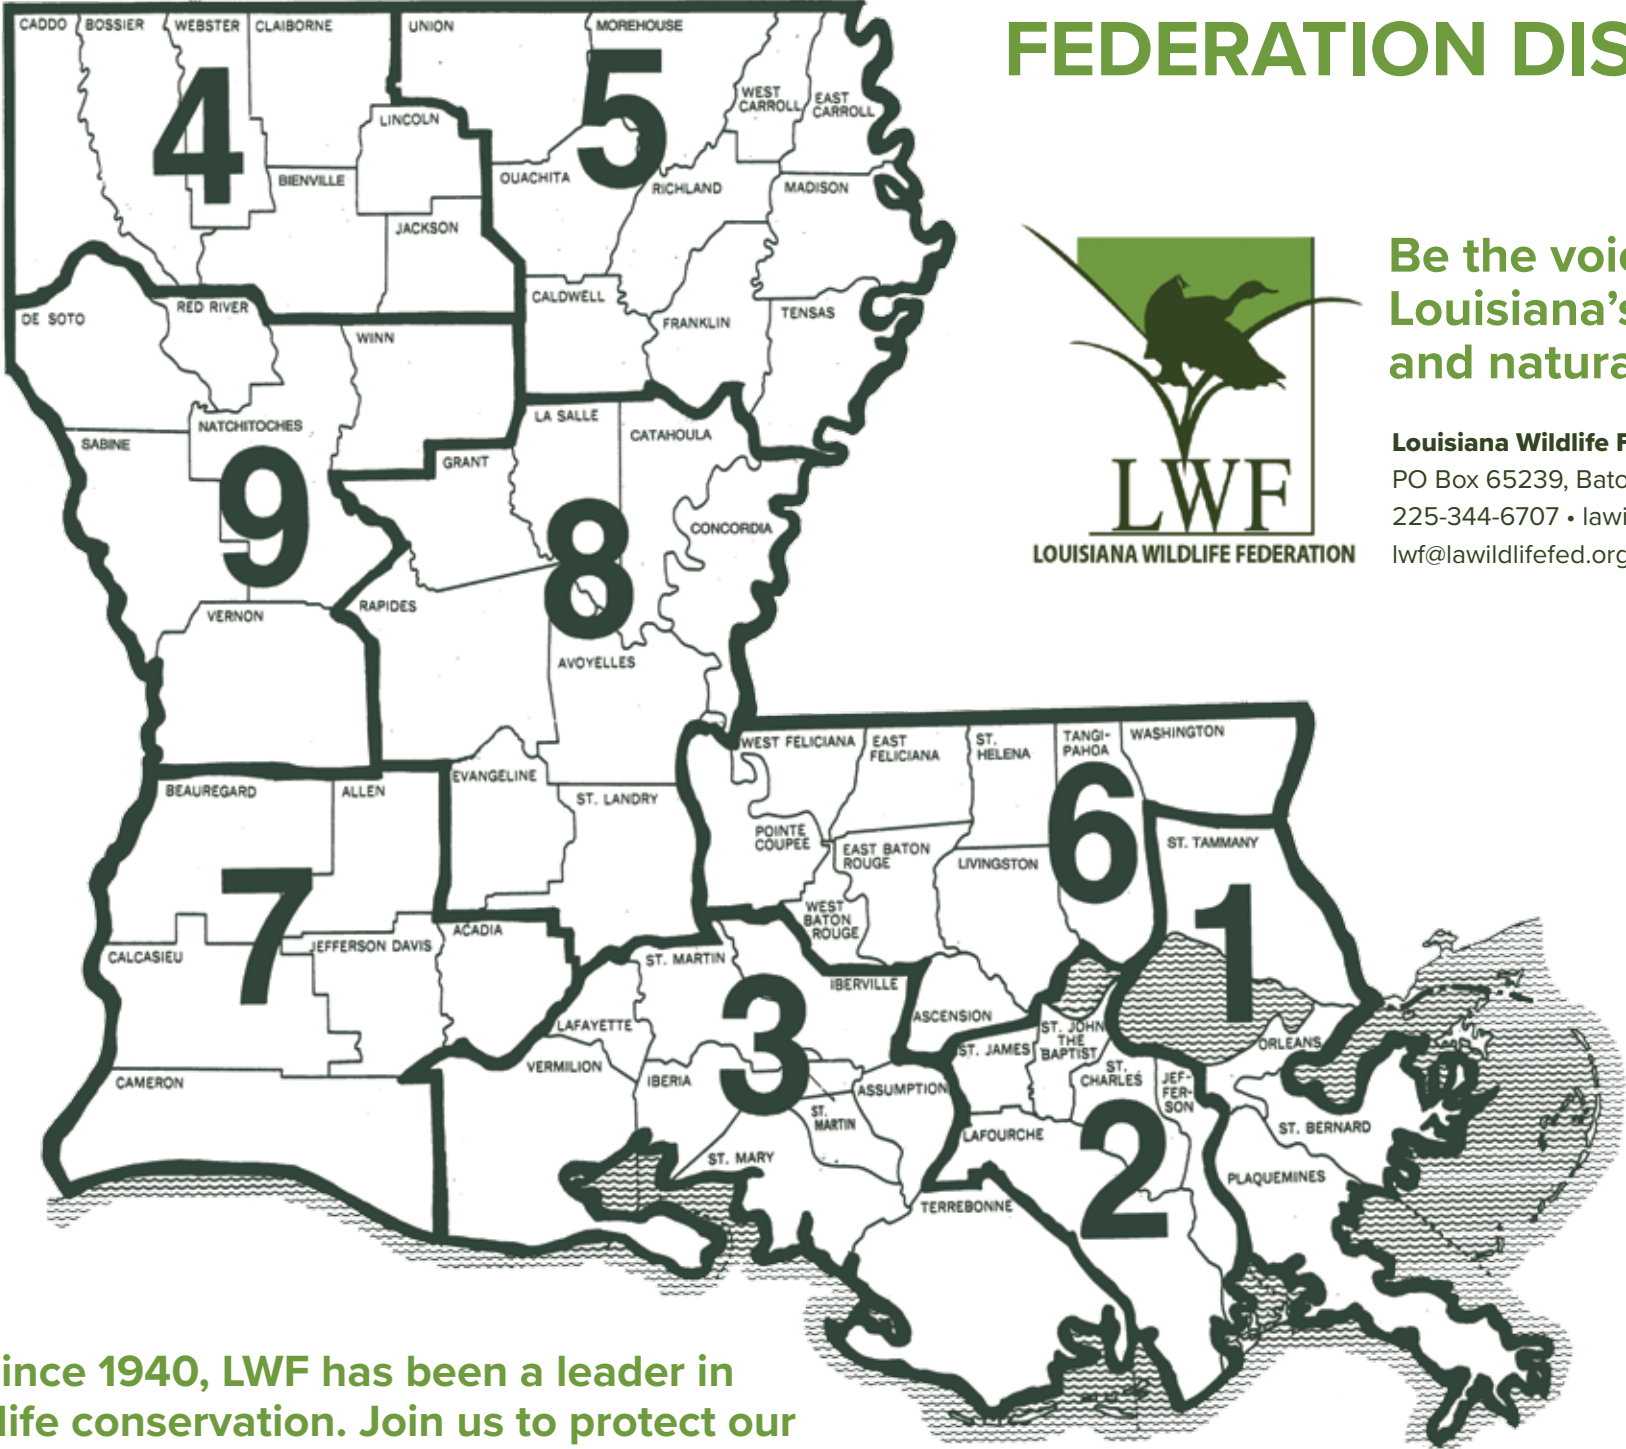 FEDERATION DIS
CADDO
BOSSIER
WEBSTER
CLAIBORNE
UNION
MOREHOUSE
WEST
CARROLL
EAST
CARROLL
4
5
LINCOLN
BIENVILLE
OUACHITA
RICHLAND
MADISON
JACKSON
CALDWELL
FRANKLIN
TENSAS
DE SOTO
RED RIVER
WINN
LA SALLE
CATAHOULA
NATCHITOCHES
SABINE
GRANT
9
8
CONCORDIA
VERNON
RAPIDES
AVOYELLES
Be the voic
Louisiana's
and natura
LWF
LOUISIANA WILDLIFE FEDERATION
Louisiana Wildlife F
PO Box 65239, Bato
225-344-6707 • lawi
lwf@lawildlifefed.org
WEST FELICIANA
EAST
FELICIANA
ST.
HELENA
TANGI-
PAHOA
WASHINGTON
BEAUREGARD
ALLEN
EVANGELINE
ST. LANDRY
POINTE
COUPEE
EAST BATON
ROUGE
LIVINGSTON
6
ST. TAMMANY
7
WEST
BATON
ROUGE
1
CALCASIEU
JEFFERSON DAVIS
ACADIA
ST. MARTIN
IBERVILLE
3
LAFAYETTE
ASCENSION
ST. JAMES
ST. JOHN
THE
BAPTIST
ORLEANS
CAMERON
VERMILION
IBERIA
ASSUMPTION
ST.
CHARLES
JEF-
FER-
SON
ST.
MARTIN
LAFOURCHE
ST. BERNARD
ST. MARY
2
PLAQUEMINES
TERREBONNE
ince 1940, LWF has been a leader in
life conservation. Join us to protect our